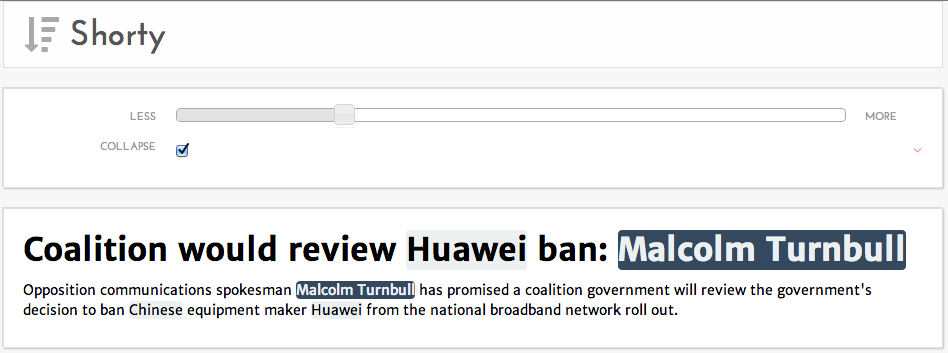 Shorty
LESS MORE
COLLAPSE
Coalition would review Huawei ban: Malcolm Turnbull
Opposition communications spokesman Malcolm Turnbull has promised a coalition government will review the government's
decision to ban Chinese equipment maker Huawei from the national broadband network roll out.